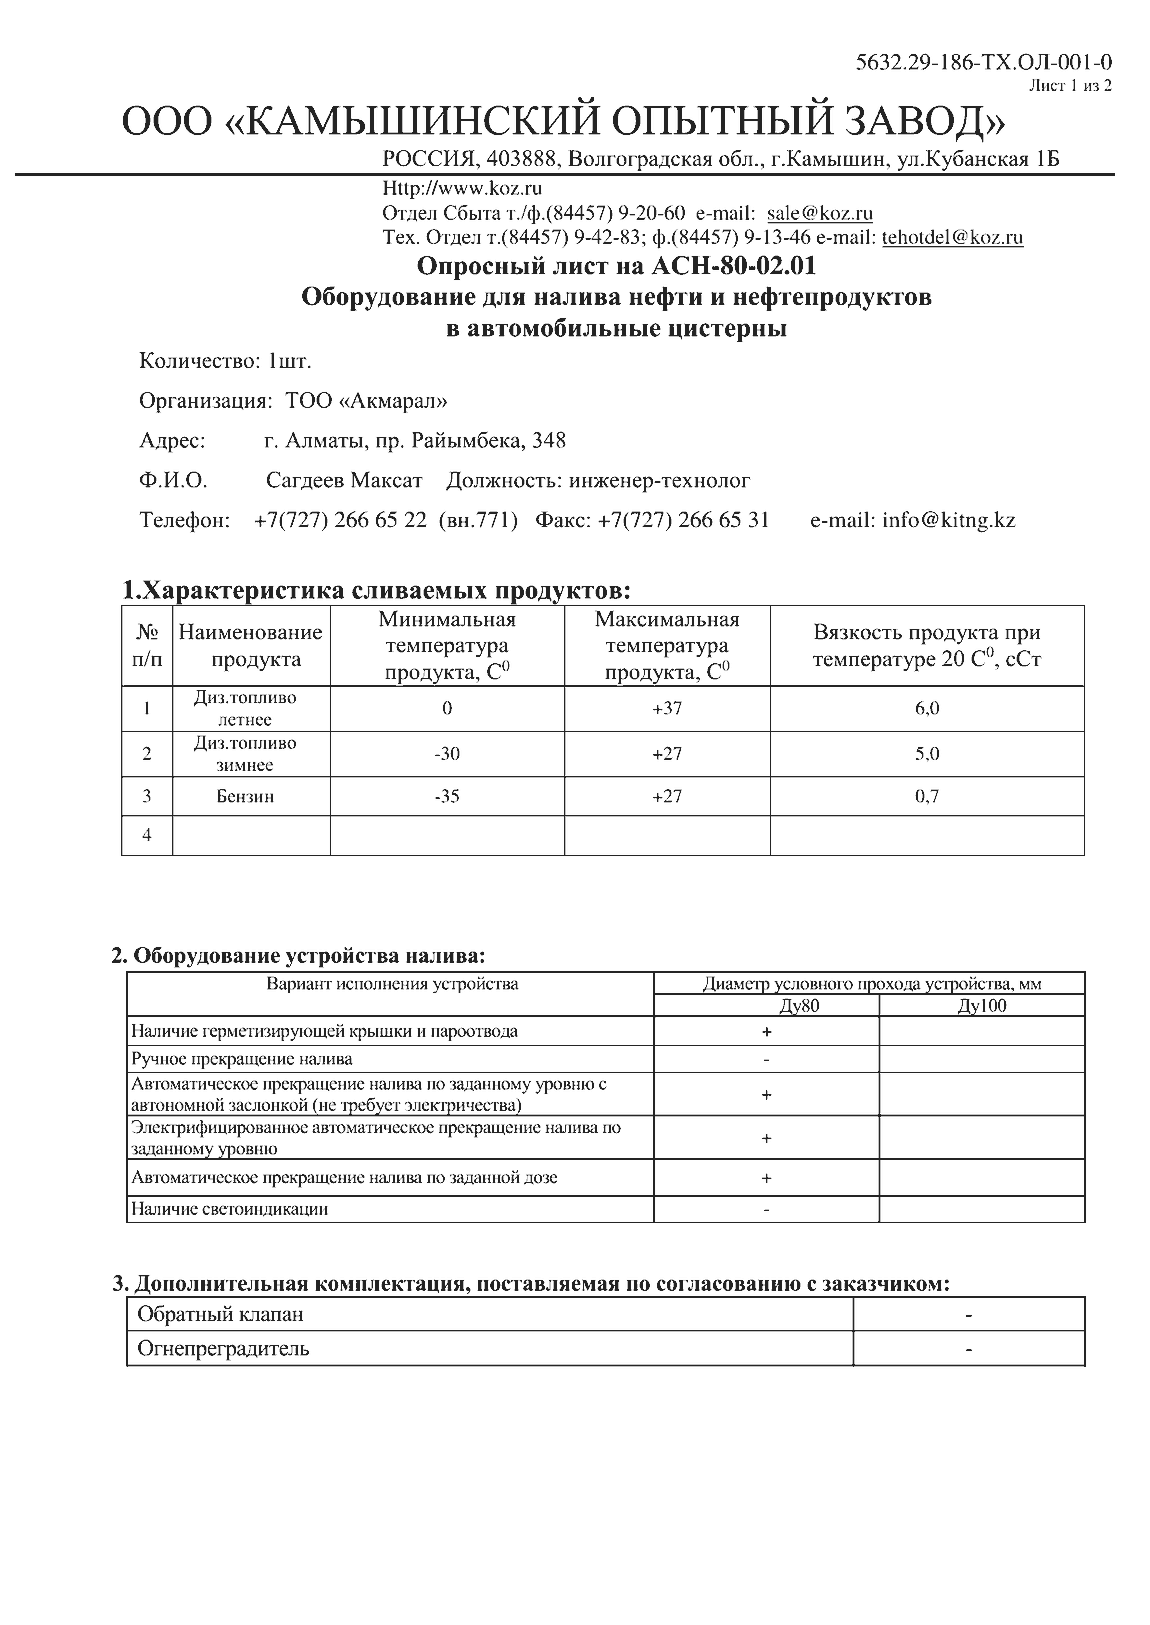 5632.29-186-ТХ.ОЛ-001-0
Лист 1 из 2
ООО «КАМЫШИНСКИЙ ОПЫТНЫЙ ЗАВОД»
РОССИЯ, 403888, Волгоградская обл., г.Камышин, ул.Кубанская 1Б
Http://www.koz.ru
Отдел Сбыта т./ф.(84457) 9-20-60 e-mail: sale@koz.ru
Тех. Отдел т.(84457) 9-42-83; ф.(84457) 9-13-46 e-mail: tehotdel@koz.ru
Опросный лист на АСН-80-02.01
Оборудование для налива нефти и нефтепродуктов
в автомобильные цистерны
Количество: 1шт.
Организация: ТОО «Акмарал»
Адрес: г. Алматы, пр. Райымбека, 348
Ф.И.О. Сагдеев Максат Должность: инженер-технолог
Телефон: +7(727) 266 65 22 (вн.771) Факс: +7(727) 266 65 31 e-mail: info@kitng.kz
1.Характеристика сливаемых продуктов:
№ п/п Наименование продукта Минимальная температура продукта, С⁰ Максимальная температура продукта, С⁰ Вязкость продукта при температуре 20 С⁰, сСт
1 Диз.топливо летнее 0 +37 6,0
2 Диз.топливо зимнее -30 +27 5,0
3 Бензин -35 +27 0,7
4
2. Оборудование устройства налива:
Вариант исполнения устройства Диаметр условного прохода устройства, мм
Ду80 Ду100
Наличие герметизирующей крышки и пароотвода +
Ручное прекращение налива -
Автоматическое прекращение налива по заданному уровню с
автономной заслонкой (не требует электричества) +
Электрифицированное автоматическое прекращение налива по
заданному уровню +
Автоматическое прекращение налива по заданной дозе +
Наличие светоиндикации -
3. Дополнительная комплектация, поставляемая по согласованию с заказчиком:
Обратный клапан -
Огнепреградитель -